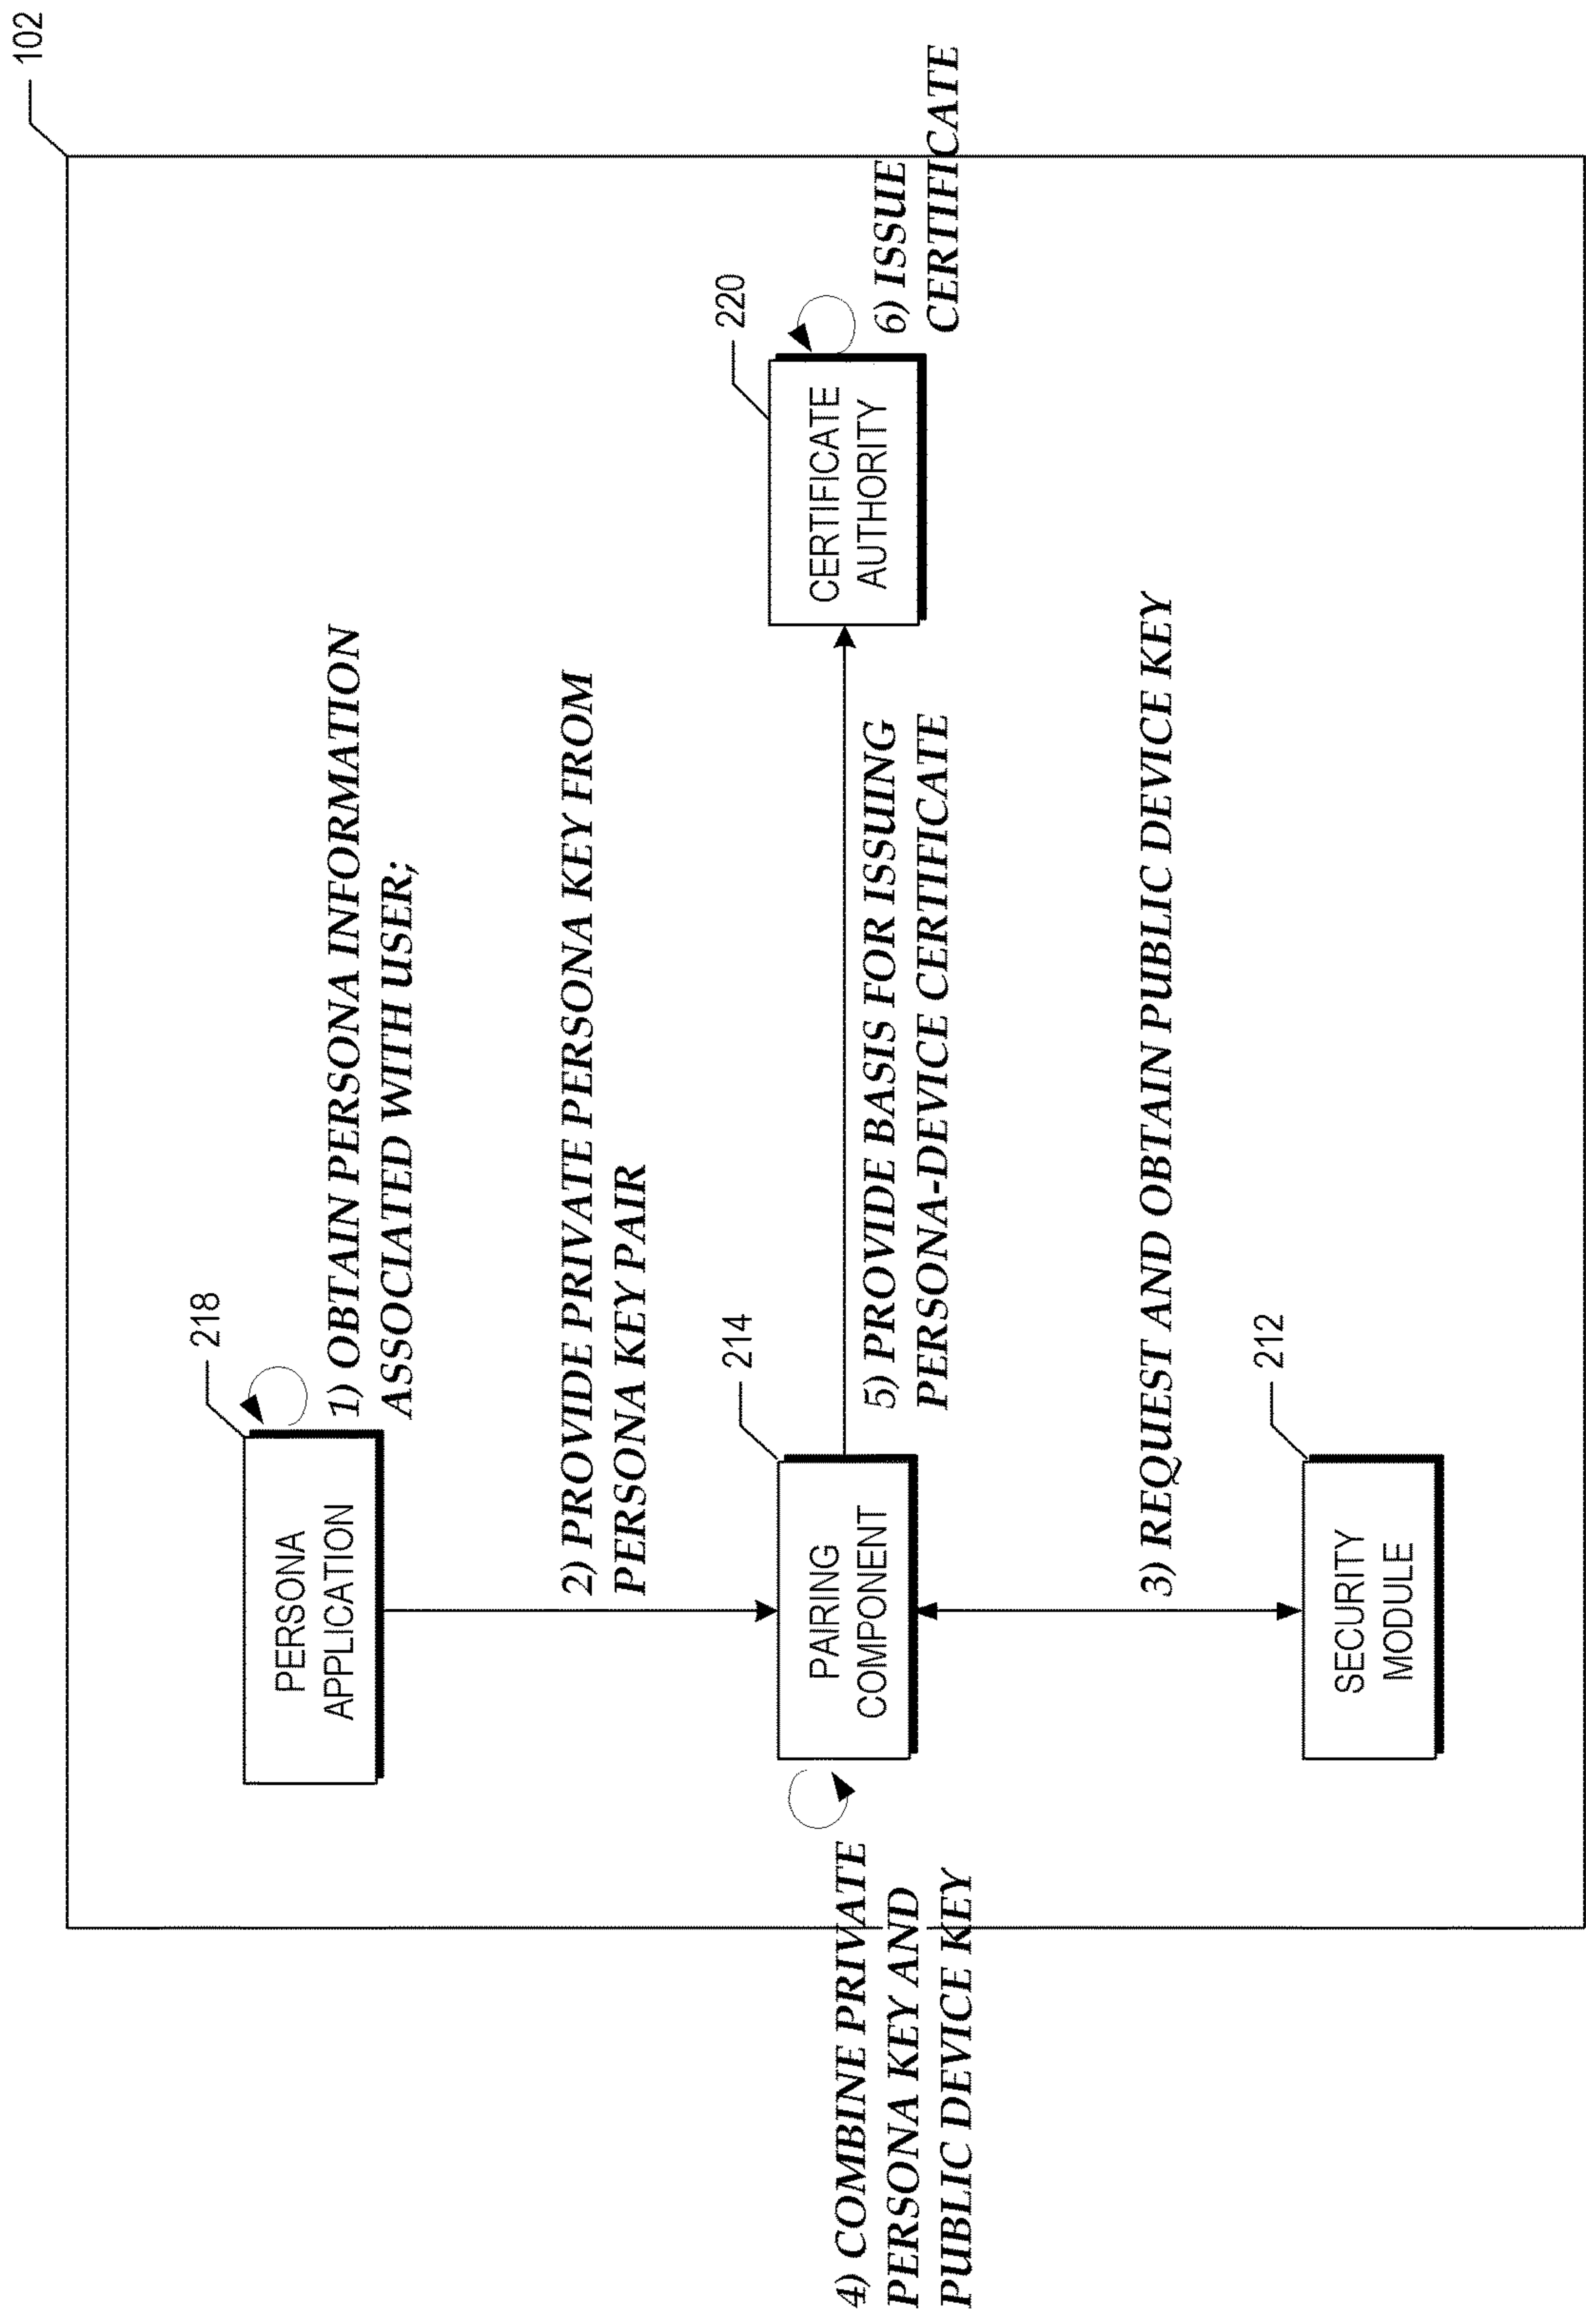 102
218
PERSONA
APPLICATION
1) OBTAIN PERSONA INFORMATION
ASSOCIATED WITH USER;
2) PROVIDE PRIVATE PERSONA KEY FROM
PERSONA KEY PAIR
214
PAIRING
COMPONENT
4) COMBINE PRIVATE
PERSONA KEY AND
PUBLIC DEVICE KEY
5) PROVIDE BASIS FOR ISSUING
PERSONA-DEVICE CERTIFICATE
220
CERTIFICATE
AUTHORITY
6) ISSUE
CERTIFICATE
3) REQUEST AND OBTAIN PUBLIC DEVICE KEY
212
SECURITY
MODULE